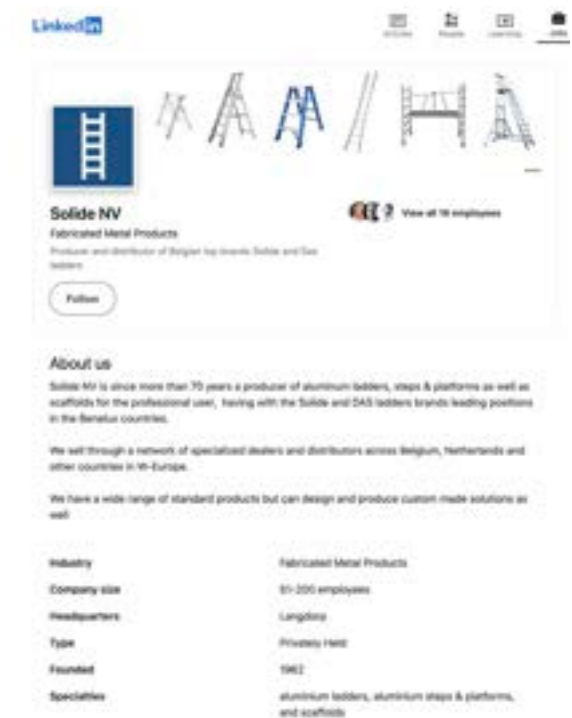 Linkedin
Articles People Learning Jobs
Solide NV
View all 19 employees
Fabricated Metal Products
Producer and distributor of Belgian top brands Solide and Das
ladders
Follow
About us
Solide NV is since more than 70 years a producer of aluminum ladders, steps & platforms as well as
scaffolds for the professional user, having with the Solide and DAS ladders brands leading positions
in the Benelux countries.
We sell through a network of specialized dealers and distributors across Belgium, Netherlands and
other countries in W-Europe.
We have a wide range of standard products but can design and produce custom made solutions as
well
Industry Fabricated Metal Products
Company size 51-200 employees
Headquarters Langdorp
Type Privately Held
Founded 1962
Specialties aluminium ladders, aluminium steps & platforms,
and scaffolds